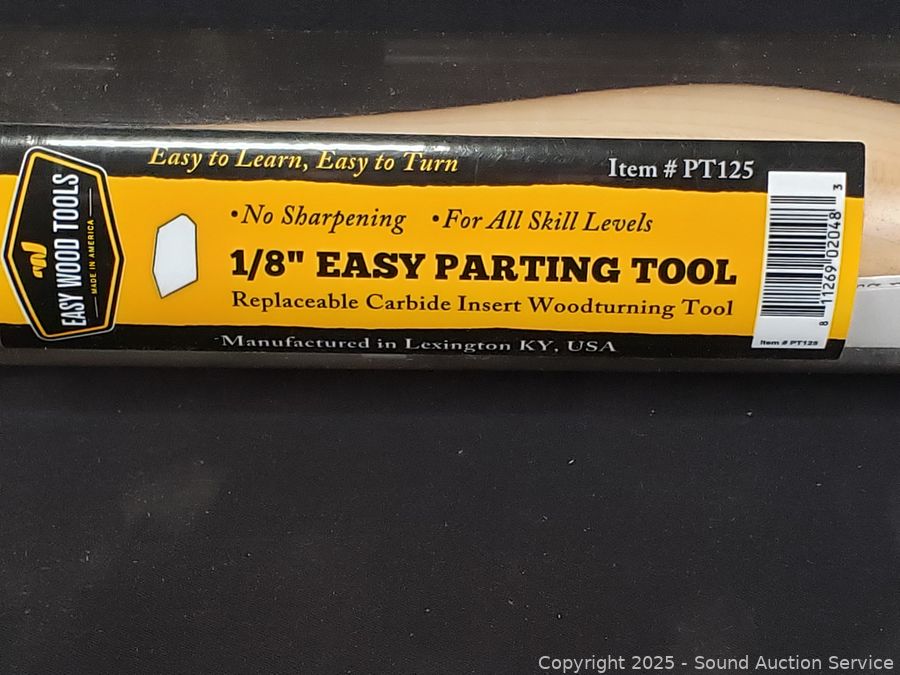 Easy to Learn, Easy to Turn
Item # PT125
EASY WOOD TOOLS
MADE IN AMERICA
•No Sharpening •For All Skill Levels
1/8" EASY PARTING TOOL
Replaceable Carbide Insert Woodturning Tool
Manufactured in Lexington KY, USA
8 11269 02048 3
Item # PT125
Copyright 2025 - Sound Auction Service